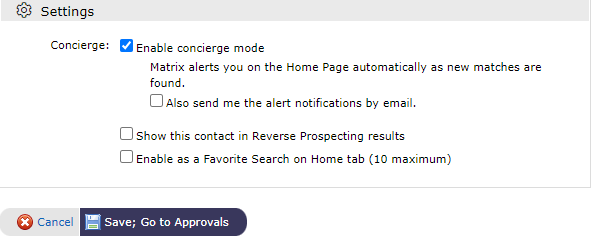 Settings
Concierge: Enable concierge mode
Matrix alerts you on the Home Page automatically as new matches are
found.
Also send me the alert notifications by email.
Show this contact in Reverse Prospecting results
Enable as a Favorite Search on Home tab (10 maximum)
Cancel Save; Go to Approvals